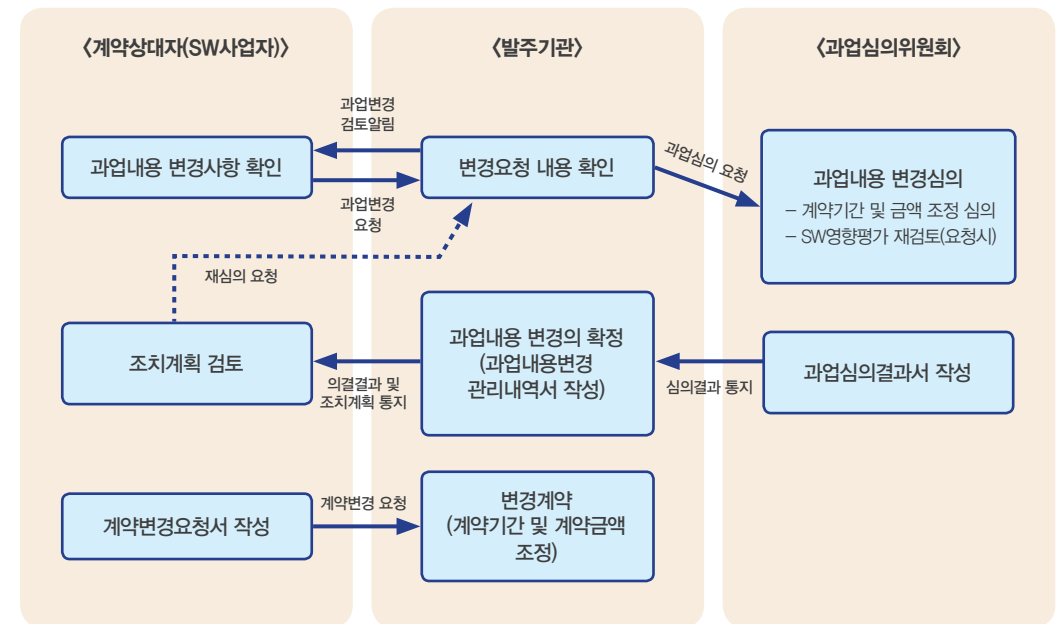 〈계약상대자(SW사업자)〉
〈발주기관〉
〈과업심의위원회〉
과업변경
검토알림
과업내용 변경사항 확인
변경요청 내용 확인
과업심의 요청
과업내용 변경심의
– 계약기간 및 금액 조정 심의
– SW영향평가 재검토(요청시)
과업변경
요청
재심의 요청
조치계획 검토
과업내용 변경의 확정
(과업내용변경
관리내역서 작성)
과업심의결과서 작성
의결결과 및
조치계획 통지
심의결과 통지
계약변경요청서 작성
계약변경 요청
변경계약
(계약기간 및 계약금액
조정)